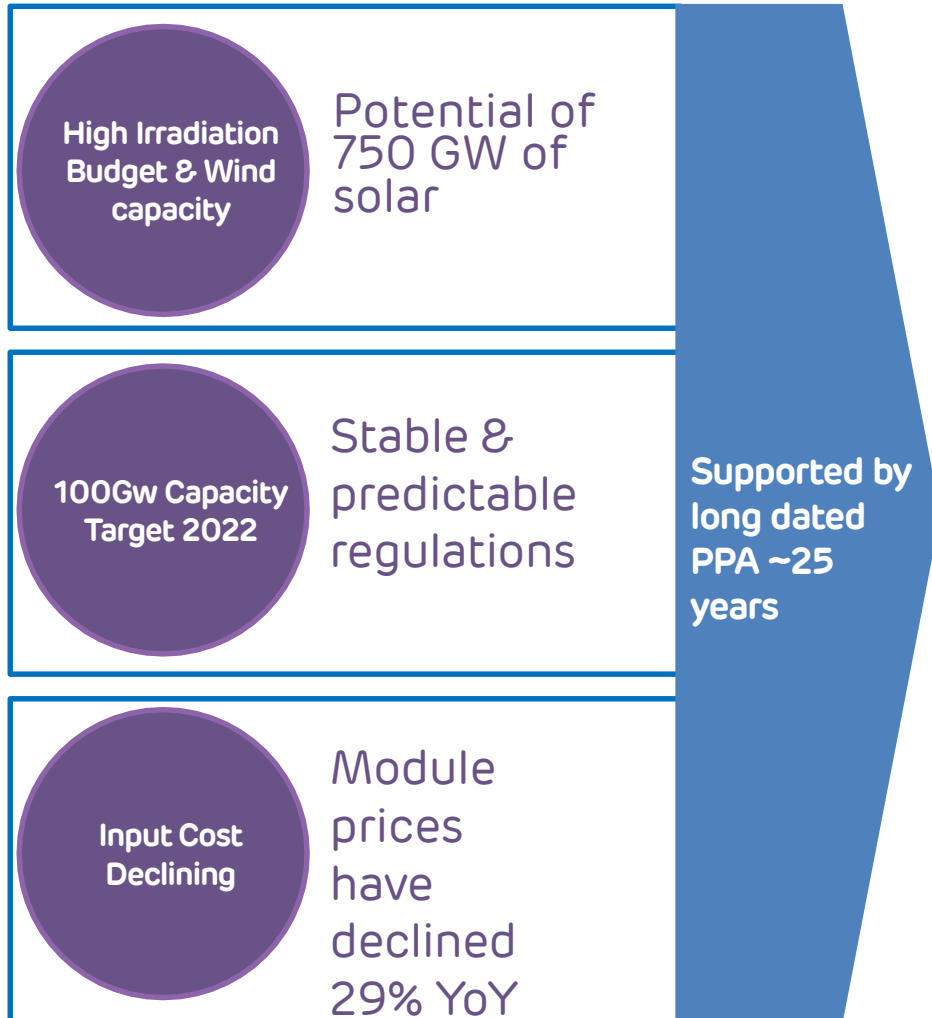 High Irradiation
Budget & Wind
capacity
Potential of
750 GW of
solar
100Gw Capacity
Target 2022
Stable &
predictable
regulations
Input Cost
Declining
Module
prices
have
declined
29% YoY
Supported by
long dated
PPA ~25
years